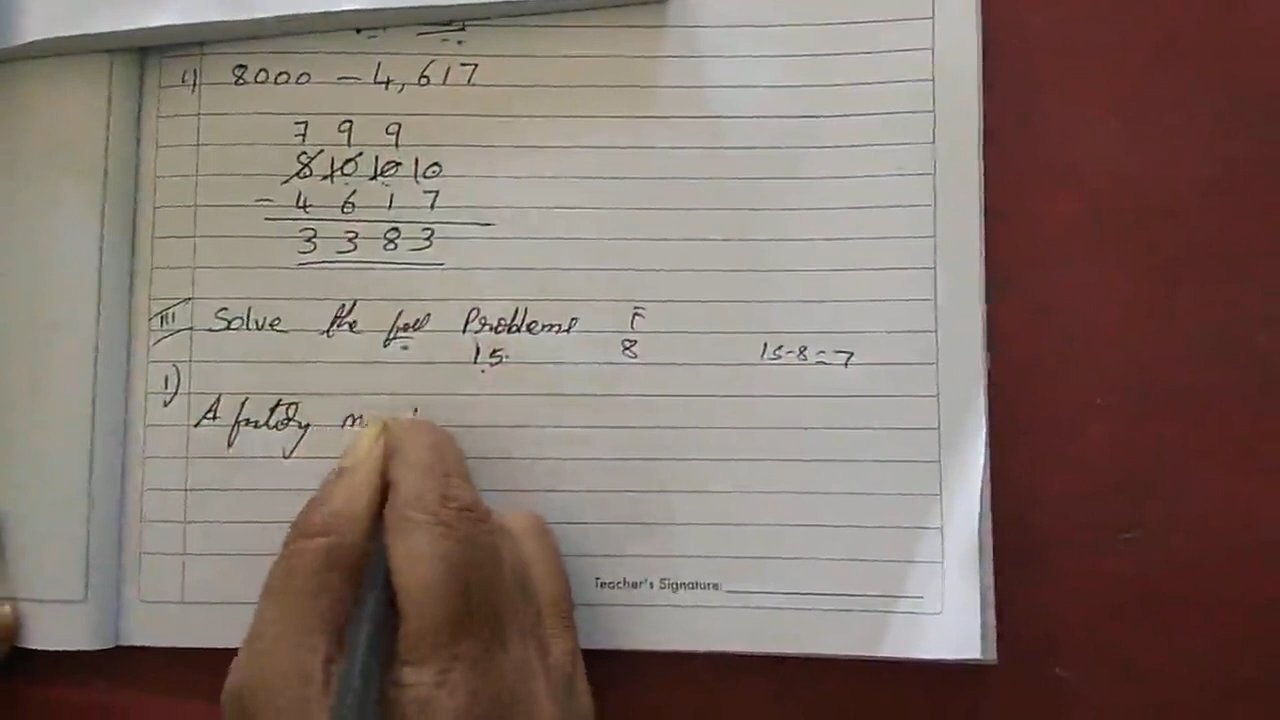 4) 8000 - 4,617
7 9 9
8 10 10 10
- 4 6 1 7
3 3 8 3
III Solve the foll Problems F
15. 8 15-8=7
1)
A
Teacher's Signature: